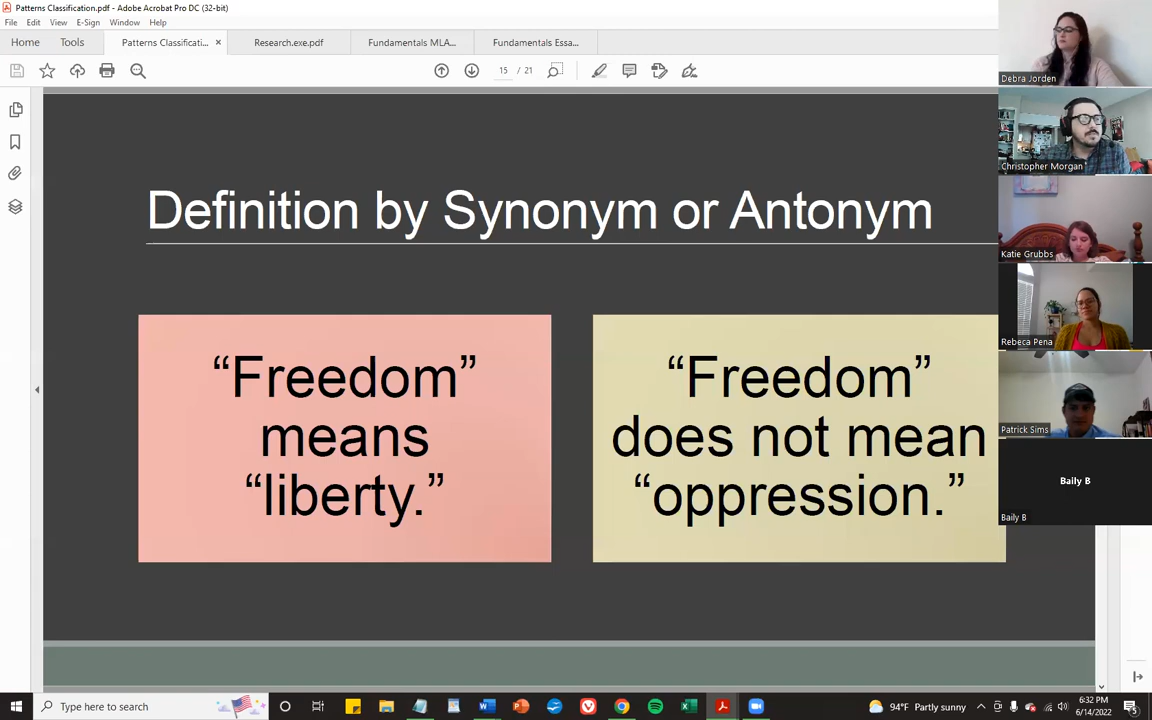 Patterns Classification.pdf - Adobe Acrobat Pro DC (32-bit)
File Edit View E-Sign Window Help
Home Tools Patterns Classificati... × Research.exe.pdf Fundamentals MLA... Fundamentals Essa...
15 / 21
Definition by Synonym or Antonym
“Freedom”
means
“liberty.”
“Freedom”
does not mean
“oppression.”
Debra Jorden
Christopher Morgan
Katie Grubbs
Rebeca Pena
Patrick Sims
Baily B
Baily B
Type here to search
94°F Partly sunny
6:32 PM
6/14/2022
5